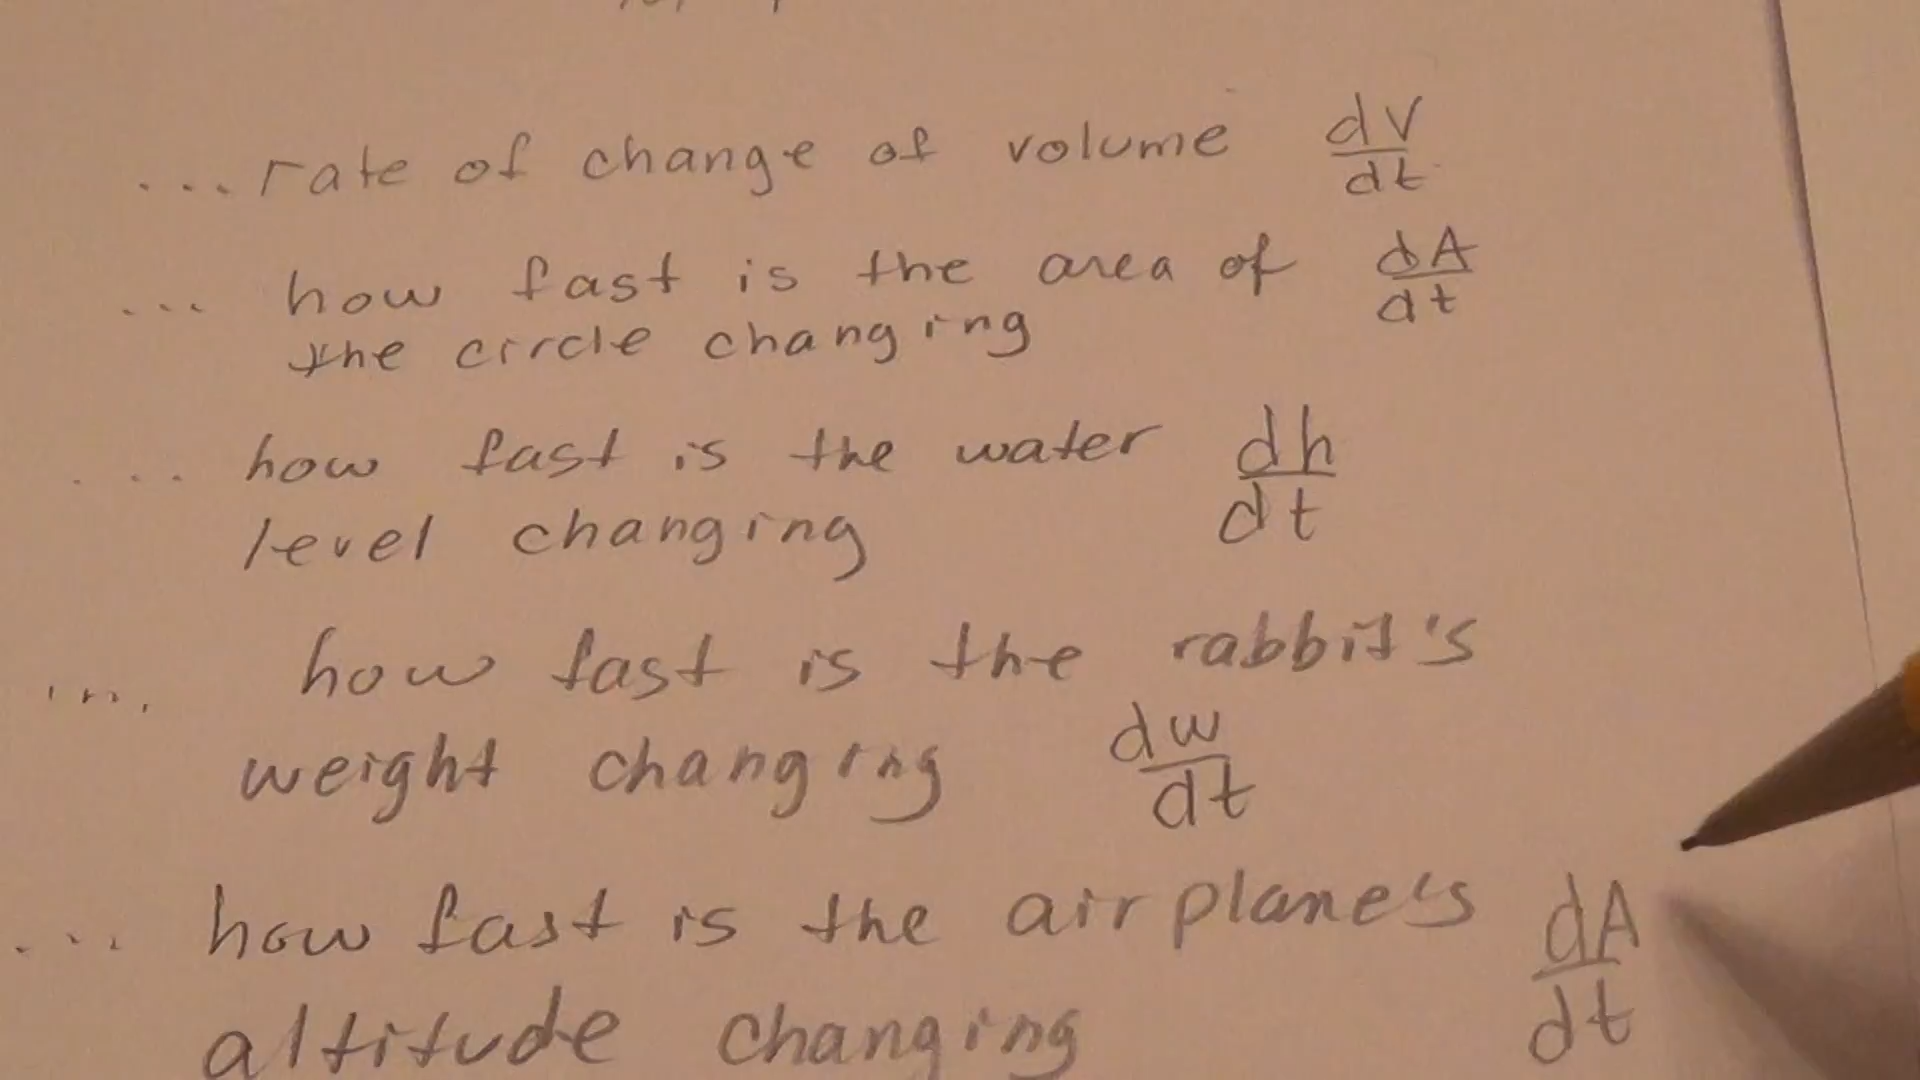 ... rate of change of volume dV/dt
... how fast is the area of dA/dt
the circle changing
.... how fast is the water dh/dt
level changing
.... how fast is the rabbit's
weight changing dw/dt
.... how fast is the airplane's dA/dt
altitude changing